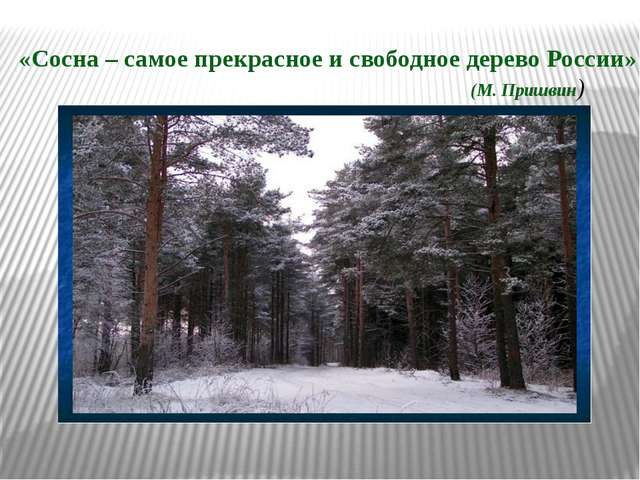 «Сосна – самое прекрасное и свободное дерево России»
(М. Пришвин)